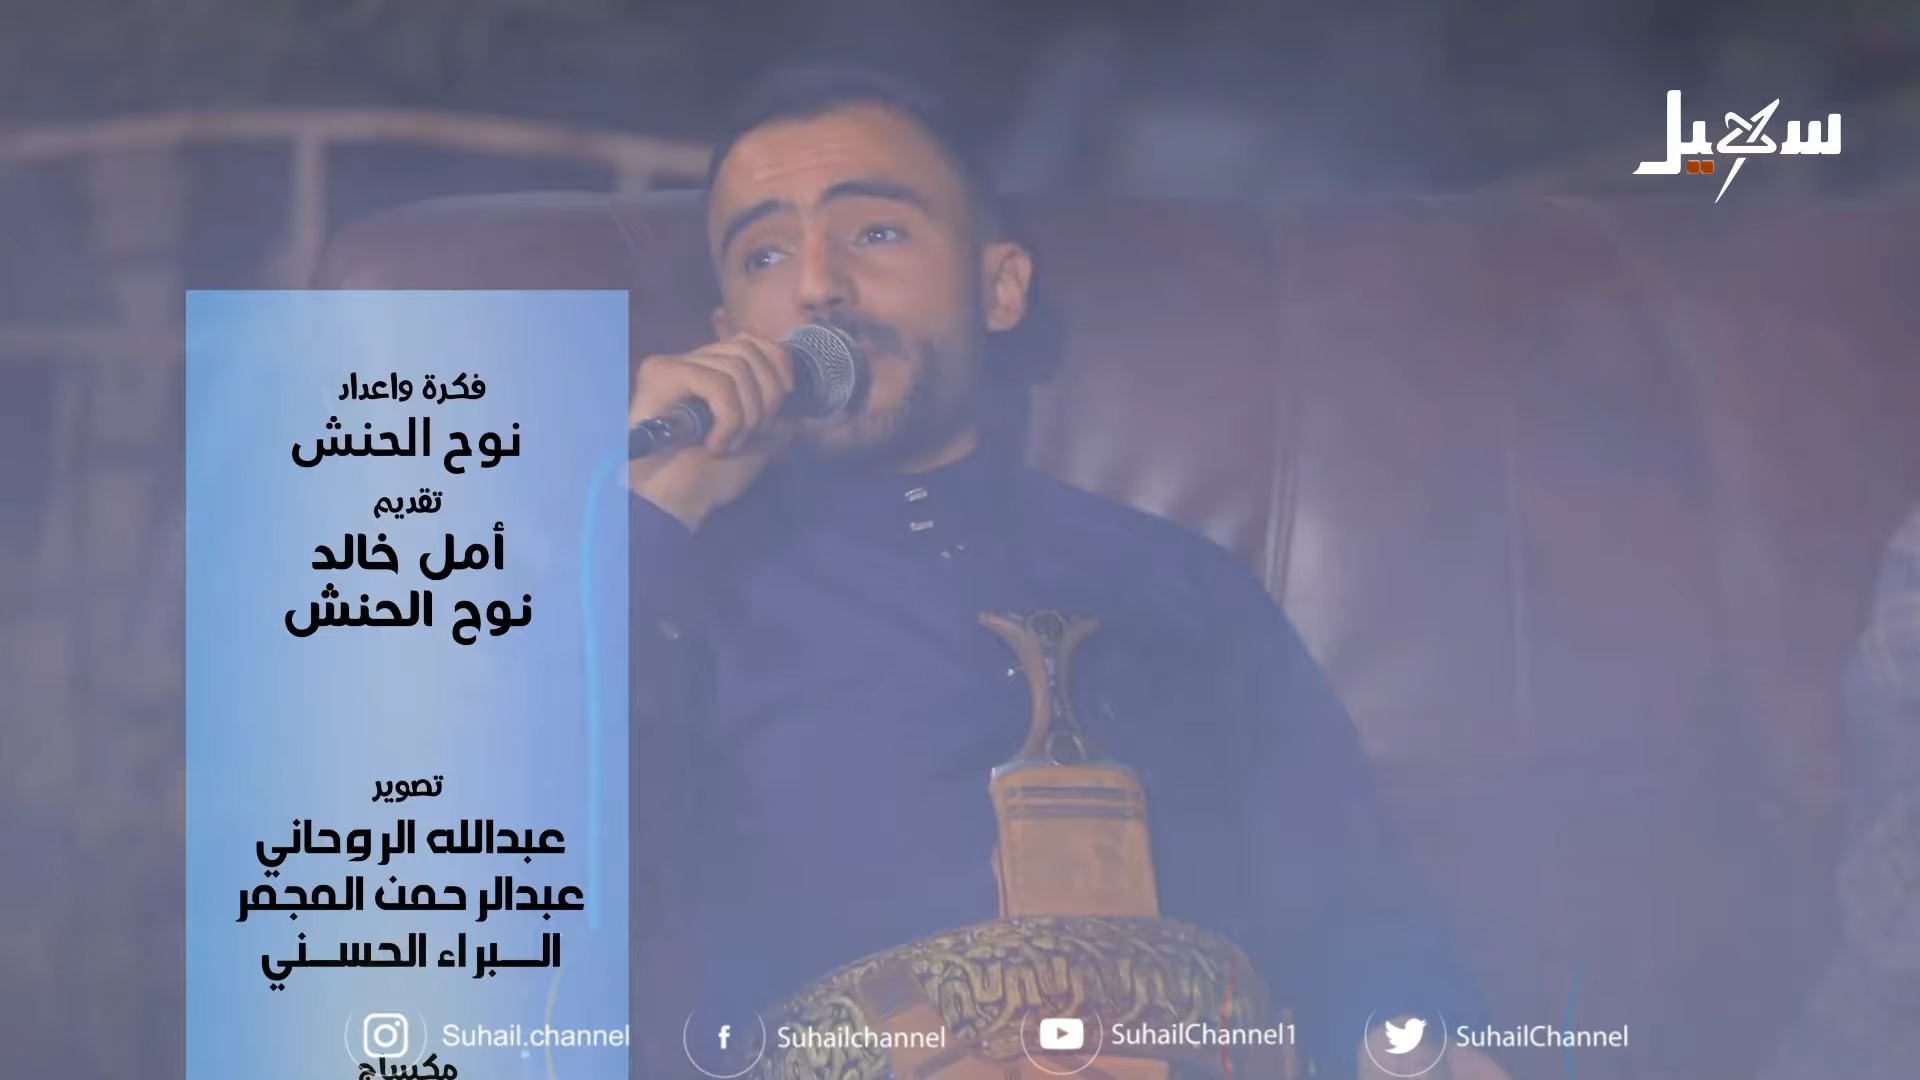 سهيل
فكرة واعداد
نوح الحنش
تقديم
أمل خالد
نوح الحنش
تصوير
عبدالله الروحاني
عبدالرحمن المجمر
البراء الحسني
Suhail.channel
Suhailchannel
SuhailChannel1
SuhailChannel
مكساج